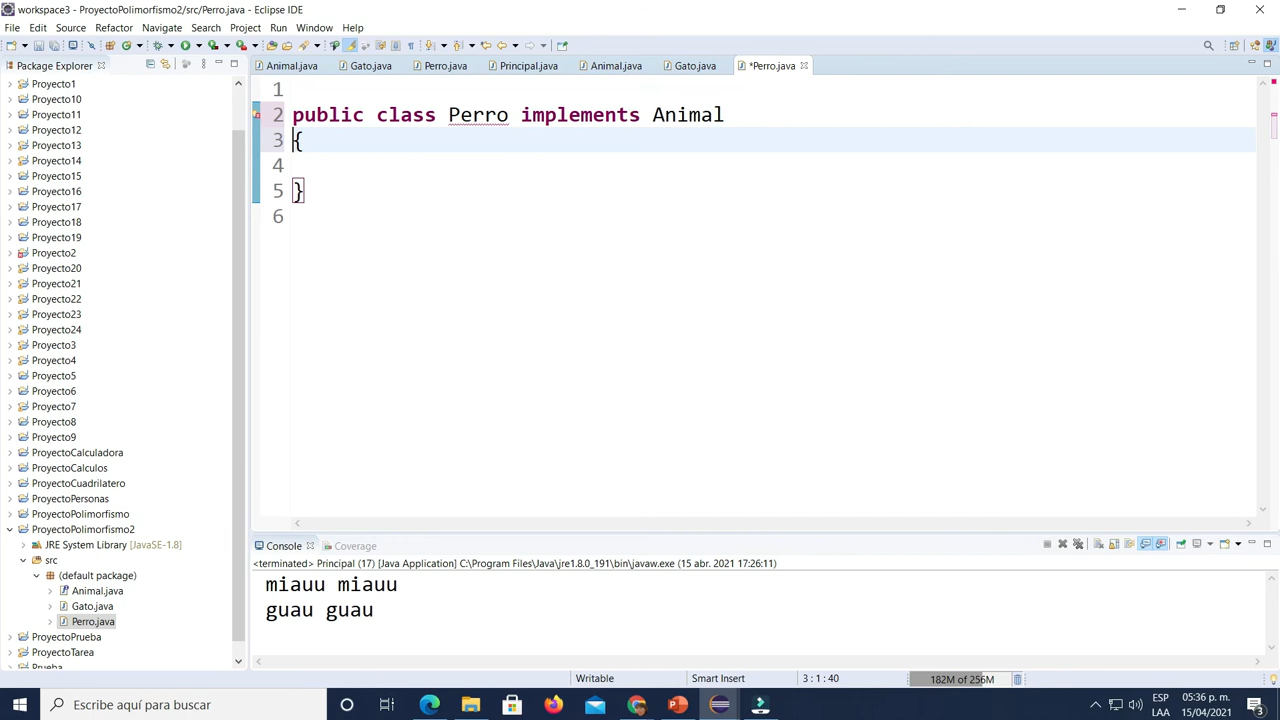 workspace3 - ProyectoPolimorfismo2/src/Perro.java - Eclipse IDE
File Edit Source Refactor Navigate Search Project Run Window Help
Package Explorer
Animal.java Gato.java Perro.java Principal.java Animal.java Gato.java *Perro.java
Proyecto1
Proyecto10
Proyecto11
Proyecto12
Proyecto13
Proyecto14
Proyecto15
Proyecto16
Proyecto17
Proyecto18
Proyecto19
Proyecto2
Proyecto20
Proyecto21
Proyecto22
Proyecto23
Proyecto24
Proyecto3
Proyecto4
Proyecto5
Proyecto6
Proyecto7
Proyecto8
Proyecto9
ProyectoCalculadora
ProyectoCalculos
ProyectoCuadrilatero
ProyectoPersonas
ProyectoPolimorfismo
ProyectoPolimorfismo2
JRE System Library [JavaSE-1.8]
src
(default package)
Animal.java
Gato.java
Perro.java
ProyectoPrueba
ProyectoTarea
Prueba
1
2 public class Perro implements Animal
3 {
4
5 }
6
Console Coverage
<terminated> Principal (17) [Java Application] C:\Program Files\Java\jre1.8.0_191\bin\javaw.exe (15 abr. 2021 17:26:11)
miauu miauu
guau guau
Writable Smart Insert 3 : 1 : 40 182M of 256M
Escribe aquí para buscar
ESP
LAA
05:36 p. m.
15/04/2021
3